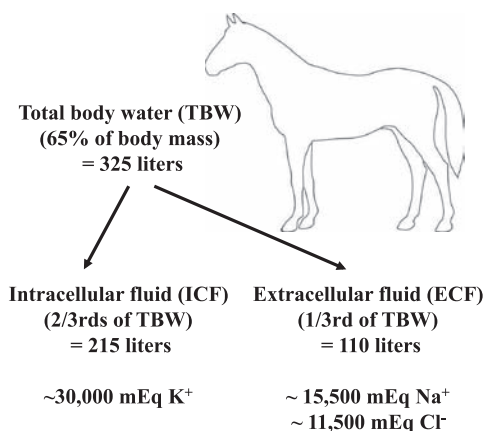 Total body water (TBW)
(65% of body mass)
= 325 liters
Intracellular fluid (ICF)
(2/3rds of TBW)
= 215 liters
~30,000 mEq K⁺
Extracellular fluid (ECF)
(1/3rd of TBW)
= 110 liters
~ 15,500 mEq Na⁺
~ 11,500 mEq Cl⁻